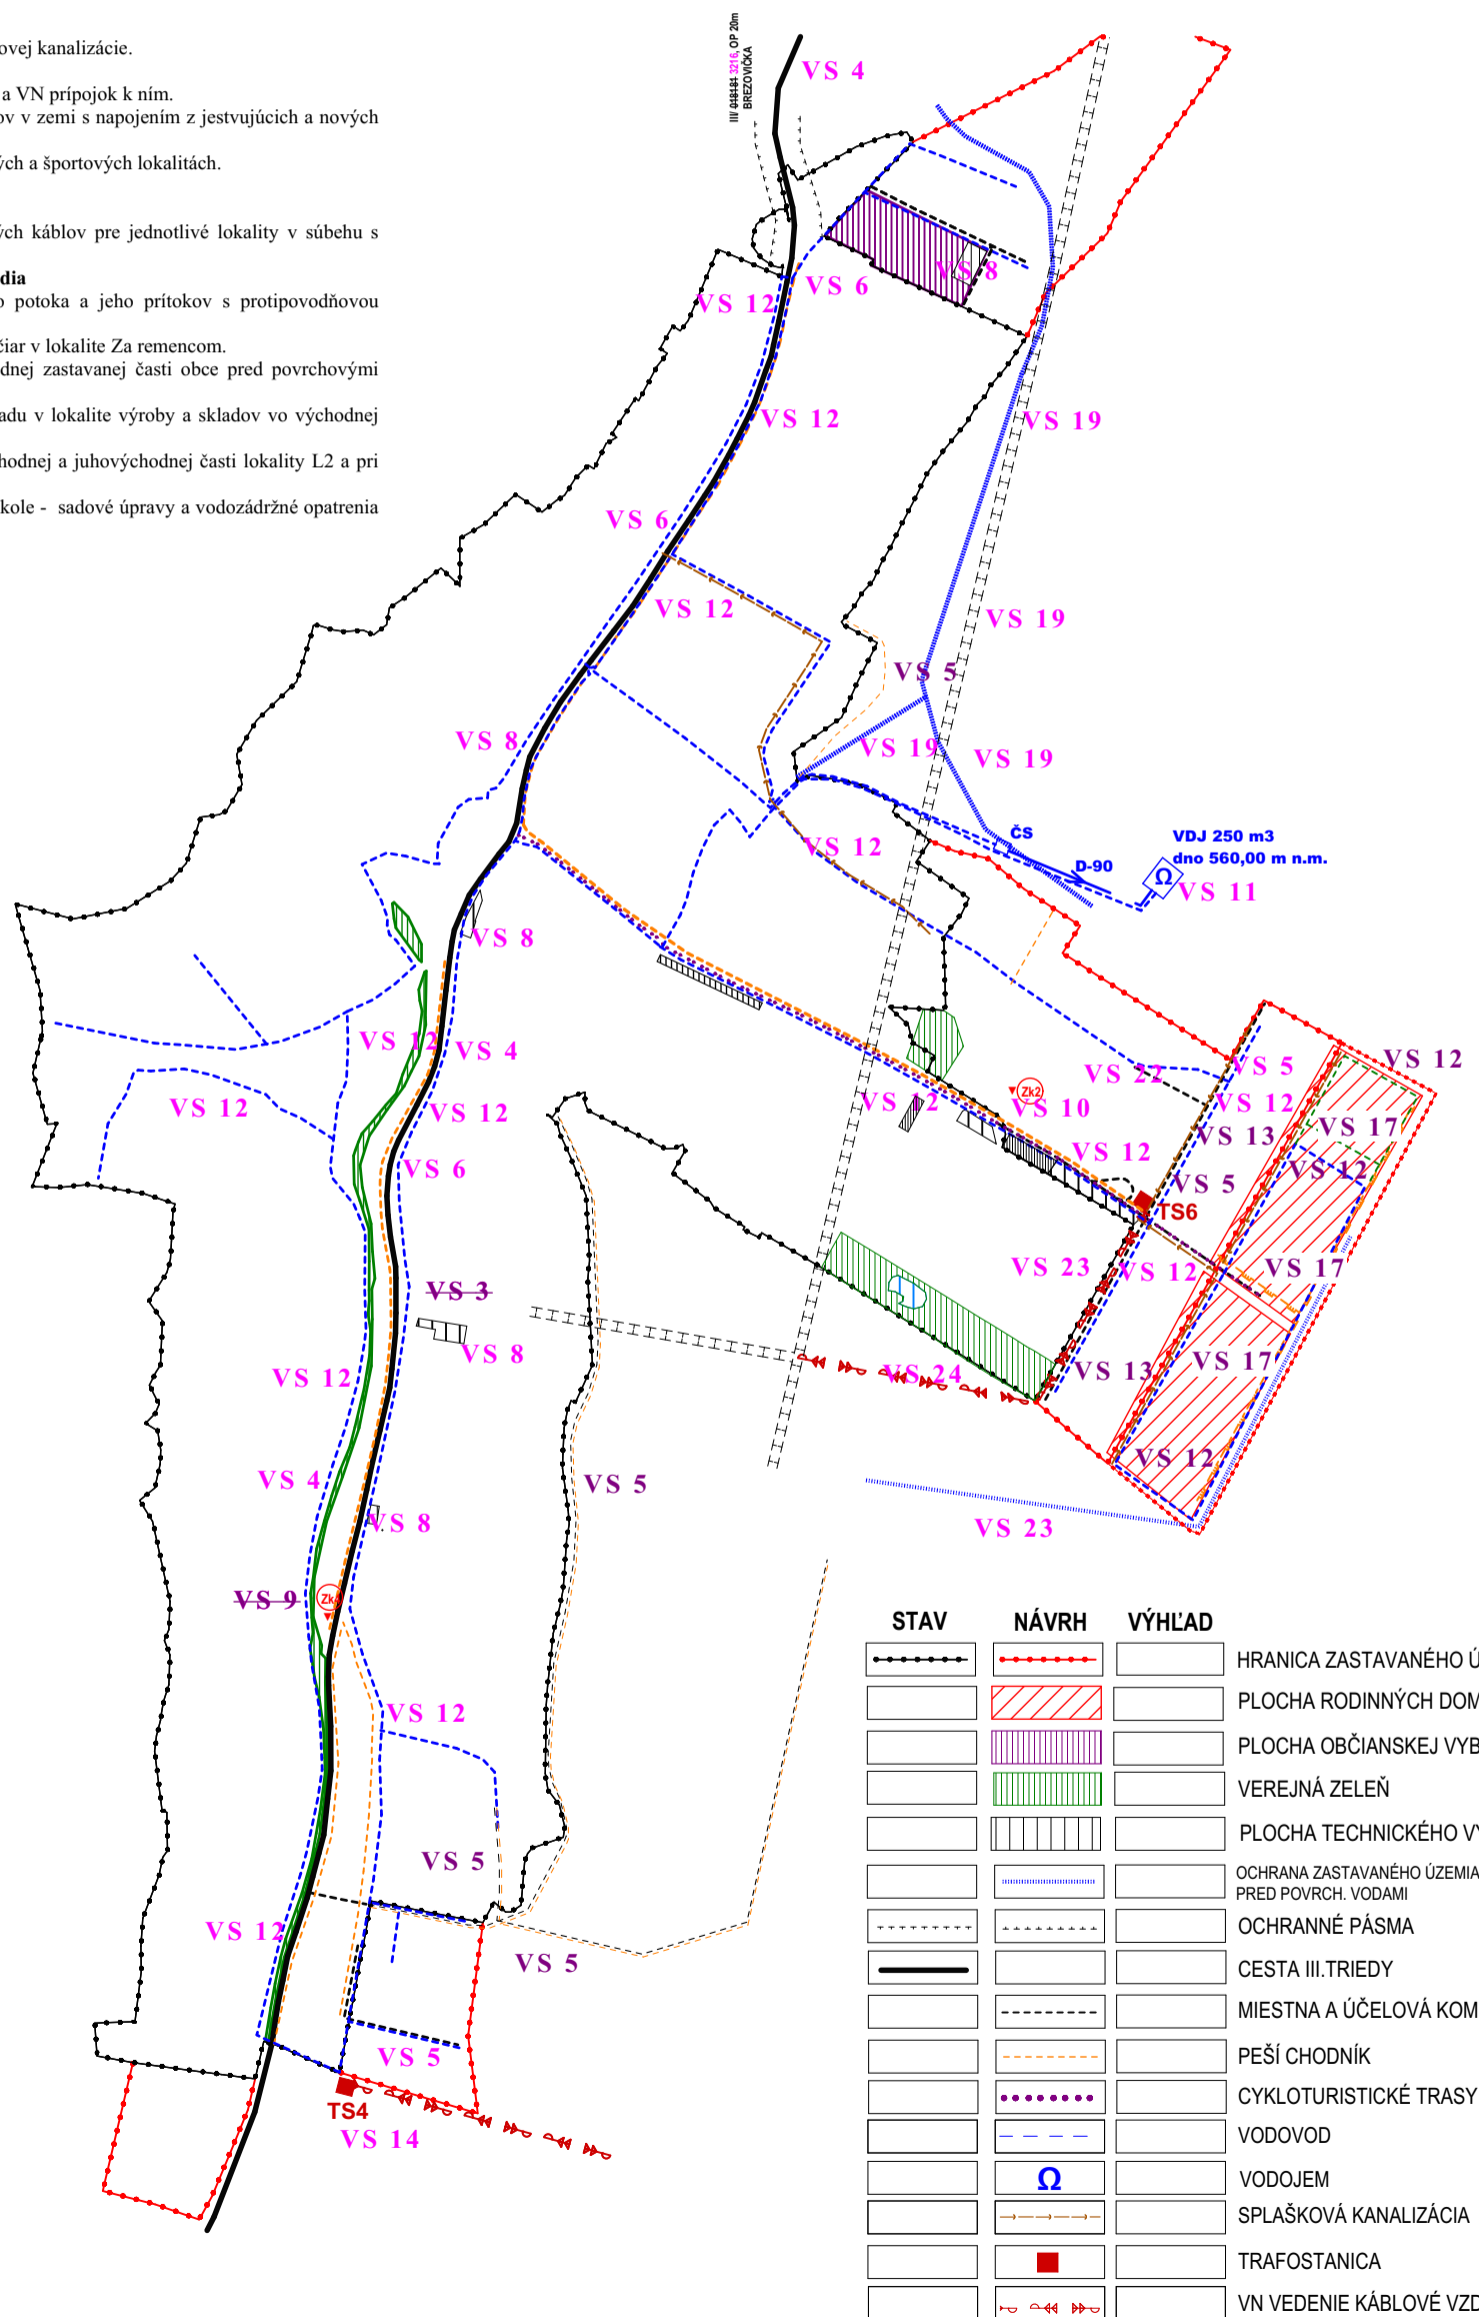 ovej kanalizácie.
a VN prípojok k ním.
ov v zemi s napojením z jestvujúcich a nových
ých a športových lokalitách.
ých káblov pre jednotlivé lokality v súbehu s
dia
o potoka a jeho prítokov s protipovodňovou
čiar v lokalite Za remencom.
dnej zastavanej časti obce pred povrchovými
adu v lokalite výroby a skladov vo východnej
hodnej a juhovýchodnej časti lokality L2 a pri
kole - sadové úpravy a vodozádržné opatrenia
III/ 018181 3216, OP 20m
BREZOVIČKA
VS 4
VS 8
VS 6
VS 12
VS 12
VS 19
VS 6
VS 12
VS 19
VS 5
VS 8
VS 19
VS 19
ČS
VDJ 250 m3
dno 560,00 m n.m.
VS 12
D-90
Ω
VS 11
VS 8
VS 12
VS 4
VS 12
VS 5
VS 22
Zk2
VS 12
VS 12
VS 12
VS 10
VS 12
VS 17
VS 13
VS 12
VS 6
VS 12
VS 5
TS6
VS 3
VS 23
VS 12
VS 17
VS 8
VS 12
VS 24
VS 13
VS 17
VS 4
VS 5
VS 12
VS 8
VS 23
VS 9
Zk
VS 12
VS 5
VS 12
VS 5
VS 5
TS4
VS 14
STAV NÁVRH VÝHĽAD
HRANICA ZASTAVANÉHO Ú
PLOCHA RODINNÝCH DOM
PLOCHA OBČIANSKEJ VYB
VEREJNÁ ZELEŇ
PLOCHA TECHNICKÉHO VY
OCHRANA ZASTAVANÉHO ÚZEMIA
PRED POVRCH. VODAMI
OCHRANNÉ PÁSMA
CESTA III.TRIEDY
MIESTNA A ÚČELOVÁ KOM
PEŠÍ CHODNÍK
CYKLOTURISTICKÉ TRASY
VODOVOD
Ω VODOJEM
SPLAŠKOVÁ KANALIZÁCIA
TRAFOSTANICA
VN VEDENIE KÁBLOVÉ VZD